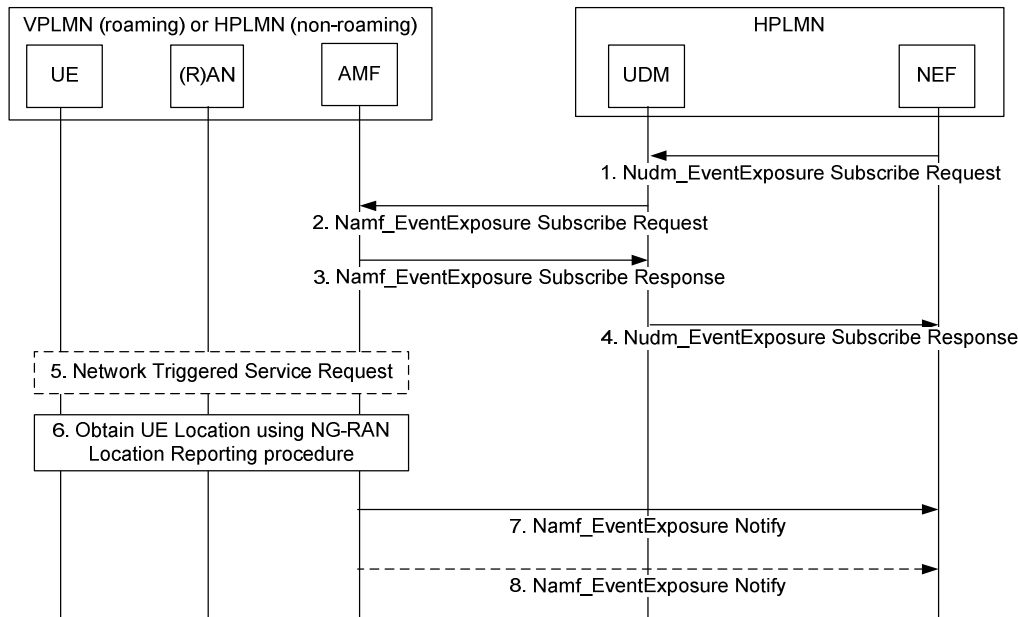 VPLMN (roaming) or HPLMN (non-roaming)
HPLMN
UE
(R)AN
AMF
UDM
NEF
1. Nudm_EventExposure Subscribe Request
2. Namf_EventExposure Subscribe Request
3. Namf_EventExposure Subscribe Response
4. Nudm_EventExposure Subscribe Response
5. Network Triggered Service Request
6. Obtain UE Location using NG-RAN
Location Reporting procedure
7. Namf_EventExposure Notify
8. Namf_EventExposure Notify